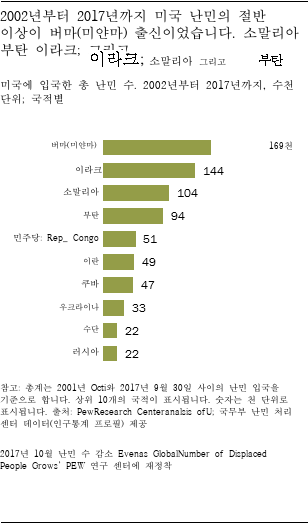 2002년부터 2017년까지 미국 난민의 절반
이상이 버마(미얀마) 출신이었습니다. 소말리아
부탄 이라크; 그리고
이라크; 소말리아 그리고 부탄
미국에 입국한 총 난민 수. 2002년부터 2017년까지, 수천
단위; 국적별
버마(미얀마) 169천
이라크 144
소말리아 104
부탄 94
민주당: Rep_ Congo 51
이란 49
쿠바 47
우크라이나 33
수단 22
러시아 22
참고: 총계는 2001년 Octi와 2017년 9월 30일 사이의 난민 입국을
기준으로 합니다. 상위 10개의 국적이 표시됩니다. 숫자는 천 단위로
표시됩니다. 출처: PewResearch Centeranalsis ofU; 국무부 난민 처리
센터 데이터(인구통계 프로필) 제공
2017년 10월 난민 수 감소 Evenas GlobalNumber of Displaced
People Grows' PEW 연구 센터에 재정착